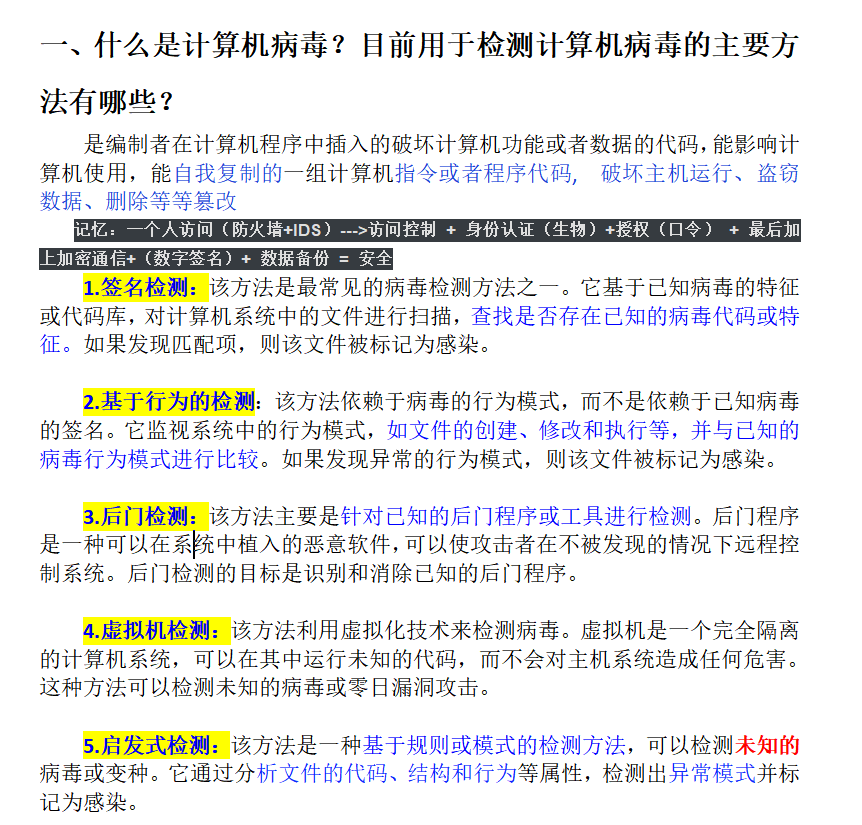 一、什么是计算机病毒？目前用于检测计算机病毒的主要方
法有哪些？
是编制者在计算机程序中插入的破坏计算机功能或者数据的代码，能影响计
算机使用，能自我复制的一组计算机指令或者程序代码， 破坏主机运行、盗窃
数据、删除等等篡改
记忆：一个人访问（防火墙+IDS）--->访问控制 + 身份认证（生物）+授权（口令） + 最后加
上加密通信+（数字签名）+ 数据备份 = 安全
1.签名检测：该方法是最常见的病毒检测方法之一。它基于已知病毒的特征
或代码库，对计算机系统中的文件进行扫描，查找是否存在已知的病毒代码或特
征。如果发现匹配项，则该文件被标记为感染。
2.基于行为的检测：该方法依赖于病毒的行为模式，而不是依赖于已知病毒
的签名。它监视系统中的行为模式，如文件的创建、修改和执行等，并与已知的
病毒行为模式进行比较。如果发现异常的行为模式，则该文件被标记为感染。
3.后门检测：该方法主要是针对已知的后门程序或工具进行检测。后门程序
是一种可以在系统中植入的恶意软件，可以使攻击者在不被发现的情况下远程控
制系统。后门检测的目标是识别和消除已知的后门程序。
4.虚拟机检测：该方法利用虚拟化技术来检测病毒。虚拟机是一个完全隔离
的计算机系统，可以在其中运行未知的代码，而不会对主机系统造成任何危害。
这种方法可以检测未知的病毒或零日漏洞攻击。
5.启发式检测：该方法是一种基于规则或模式的检测方法，可以检测未知的
病毒或变种。它通过分析文件的代码、结构和行为等属性，检测出异常模式并标
记为感染。